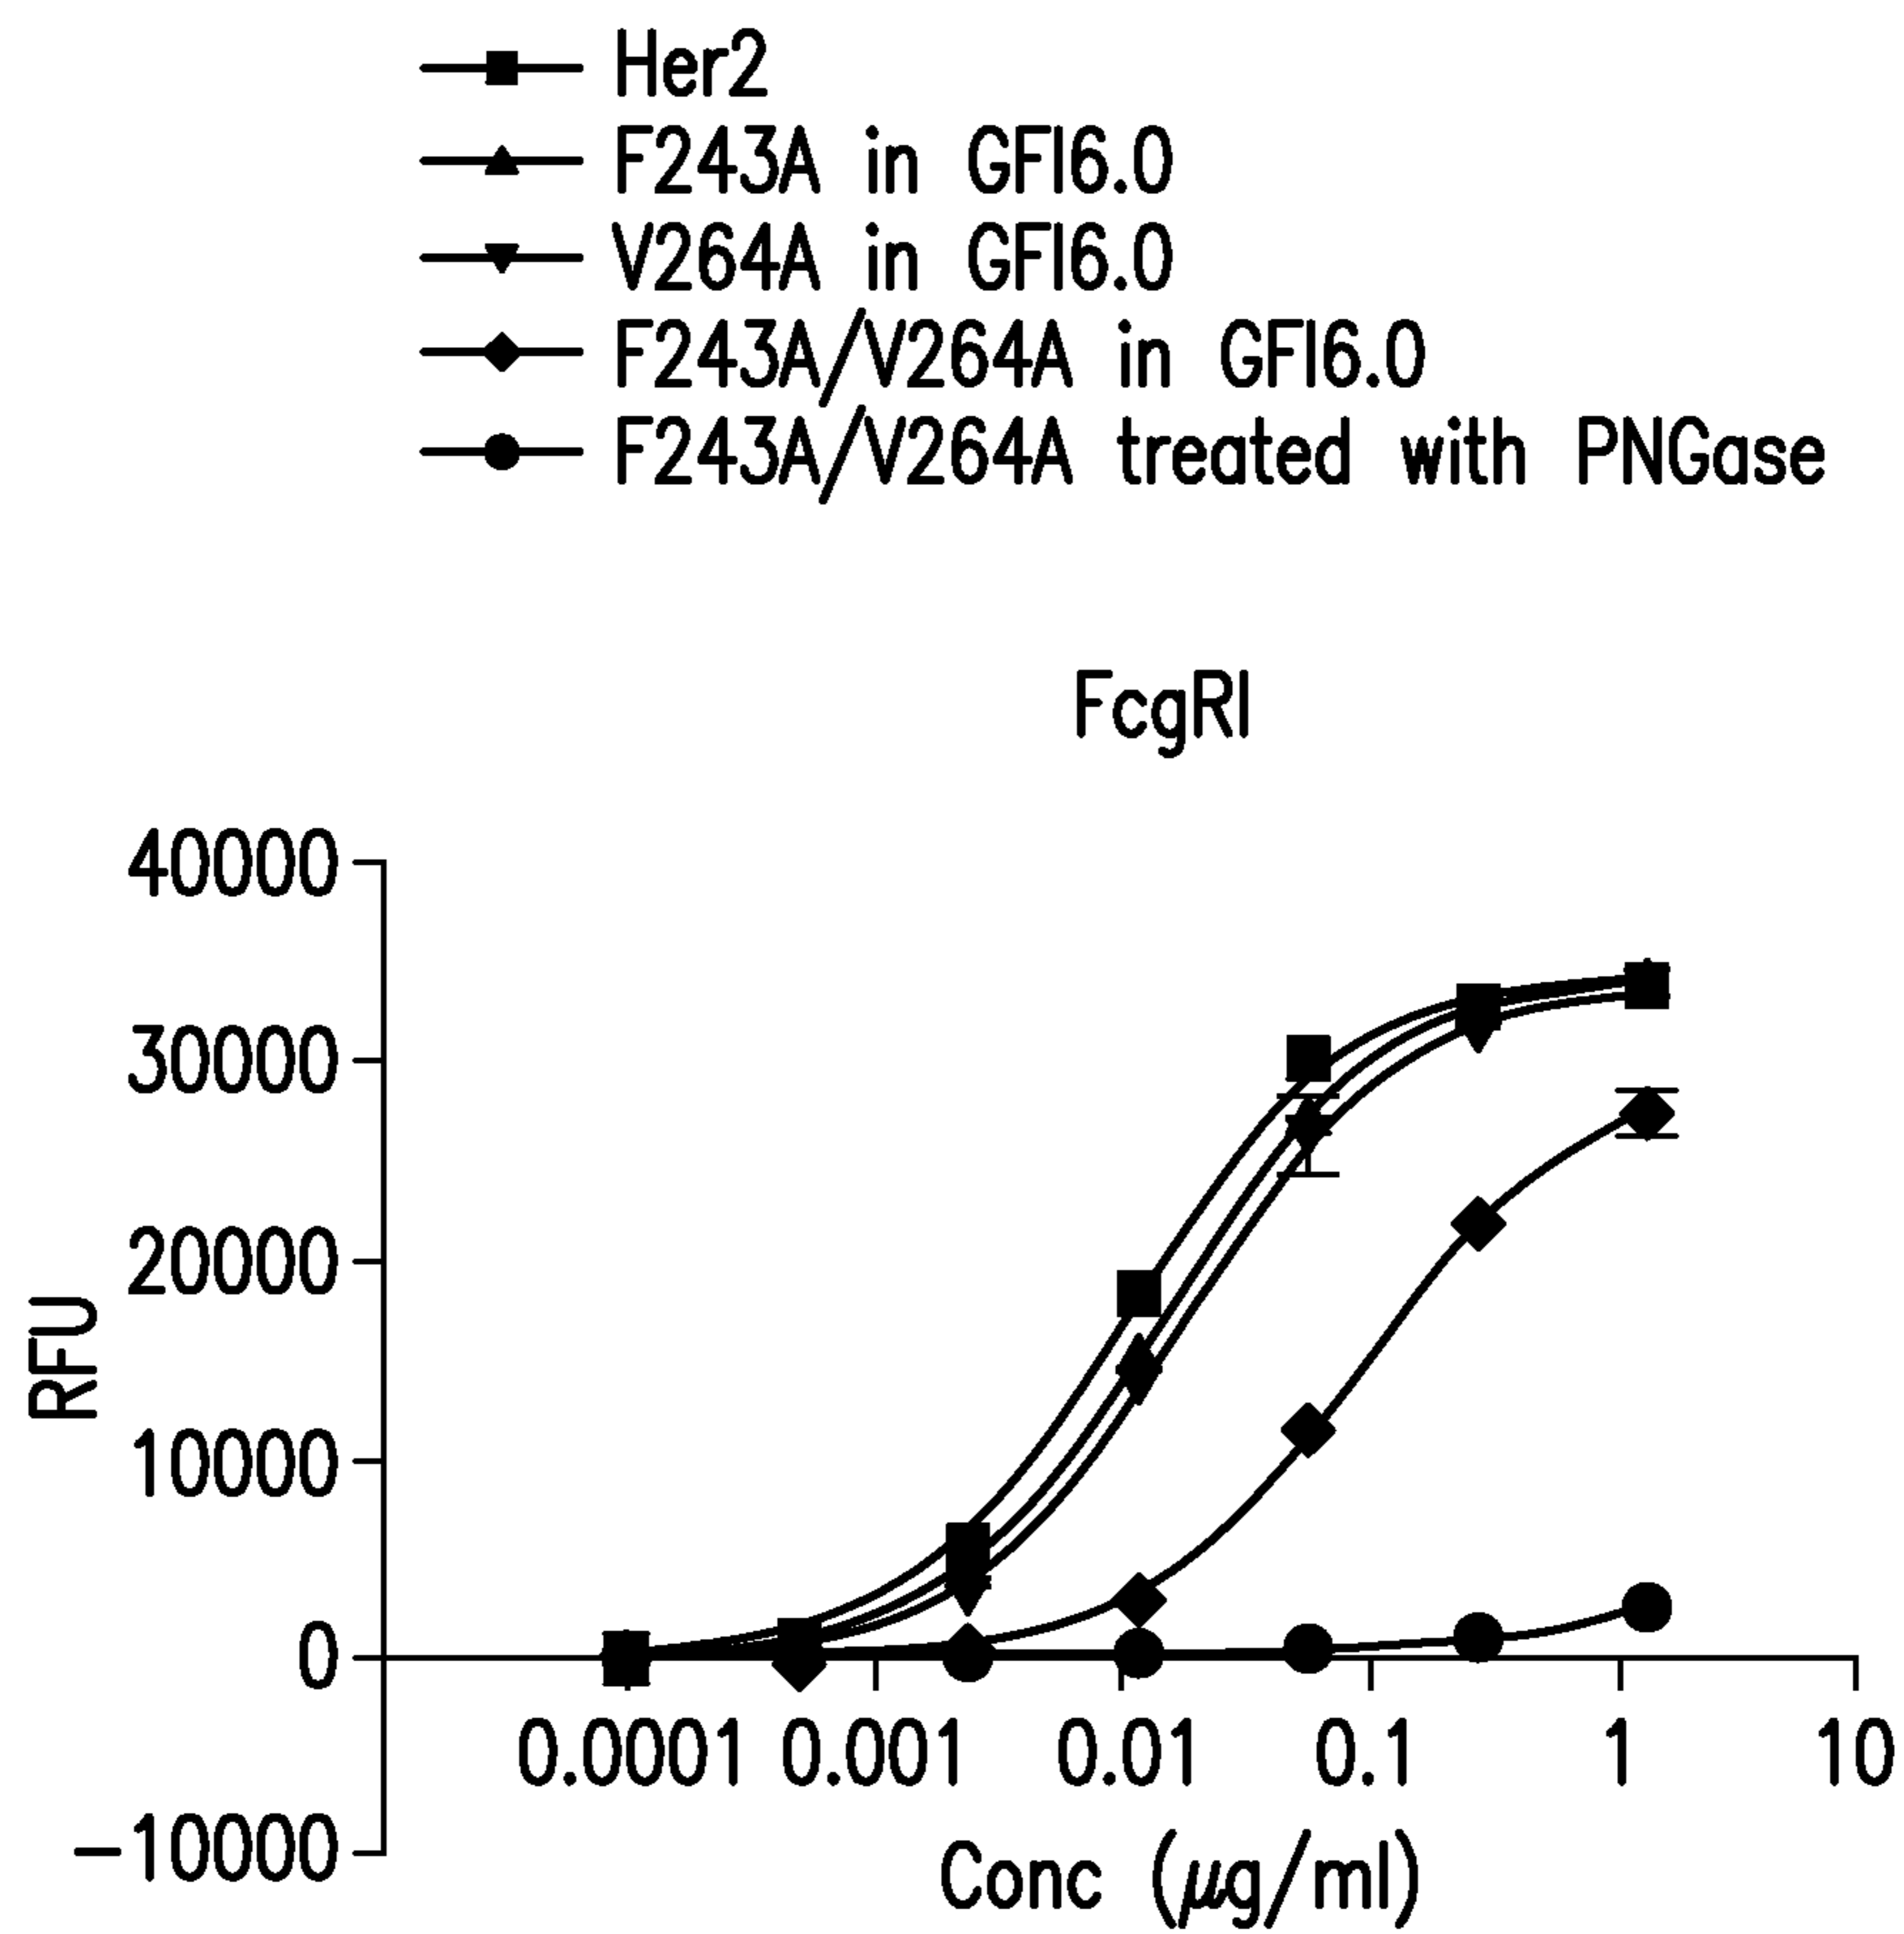 Her2
F243A in GFI6.0
V264A in GFI6.0
F243A/V264A in GFI6.0
F243A/V264A treated with PNGase
FcgRI
40000
30000
20000
10000
0
-10000
RFU
0.0001 0.001 0.01 0.1 1 10
Conc (µg/ml)